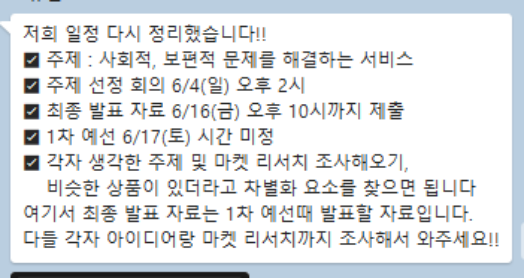 저희 일정 다시 정리했습니다!!
☑ 주제 : 사회적, 보편적 문제를 해결하는 서비스
☑ 주제 선정 회의 6/4(일) 오후 2시
☑ 최종 발표 자료 6/16(금) 오후 10시까지 제출
☑ 1차 예선 6/17(토) 시간 미정
☑ 각자 생각한 주제 및 마켓 리서치 조사해오기,
비슷한 상품이 있더라고 차별화 요소를 찾으면 됩니다
여기서 최종 발표 자료는 1차 예선때 발표할 자료입니다.
다들 각자 아이디어랑 마켓 리서치까지 조사해서 와주세요!!